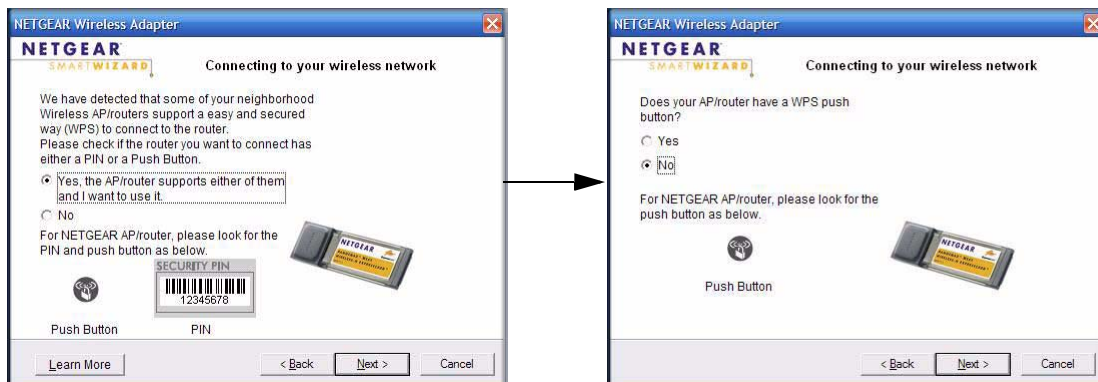 NETGEAR Wireless Adapter
NETGEAR
SMARTWIZARD
Connecting to your wireless network
We have detected that some of your neighborhood
Wireless AP/routers support a easy and secured
way (WPS) to connect to the router.
Please check if the router you want to connect has
either a PIN or a Push Button.
Yes, the AP/router supports either of them
and I want to use it.
No
For NETGEAR AP/router, please look for the
PIN and push button as below.
NETGEAR
SECURITY PIN
12345678
Push Button
PIN
Learn More
< Back
Next >
Cancel
NETGEAR Wireless Adapter
NETGEAR
SMARTWIZARD
Connecting to your wireless network
Does your AP/router have a WPS push
button?
Yes
No
For NETGEAR AP/router, please look for the
push button as below.
NETGEAR
Push Button
< Back
Next >
Cancel